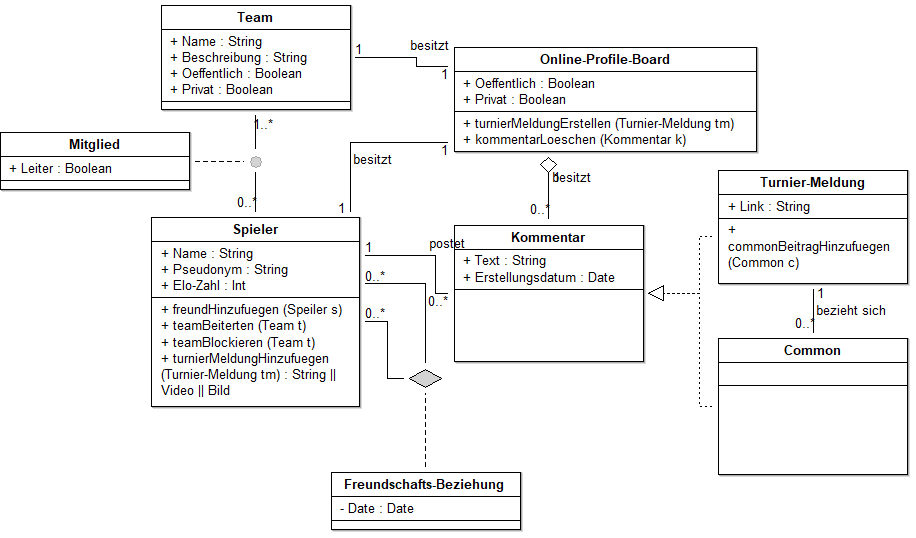 Team
+ Name : String
+ Beschreibung : String
+ Oeffentlich : Boolean
+ Privat : Boolean
1
besitzt
1
Online-Profile-Board
+ Oeffentlich : Boolean
+ Privat : Boolean
+ turnierMeldungErstellen (Turnier-Meldung tm)
+ kommentarLoeschen (Kommentar k)
1..*
Mitglied
+ Leiter : Boolean
0..*
besitzt
1
1
1
besitzt
0..*
Turnier-Meldung
+ Link : String
+
commonBeitragHinzufuegen
(Common c)
Spieler
+ Name : String
+ Pseudonym : String
+ Elo-Zahl : Int
+ freundHinzufuegen (Speiler s)
+ teamBeiterten (Team t)
+ teamBlockieren (Team t)
+ turnierMeldungHinzufuegen
(Turnier-Meldung tm) : String ||
Video || Bild
1
postet
0..*
0..*
0..*
Kommentar
+ Text : String
+ Erstellungsdatum : Date
1
bezieht sich
0..*
Common
Freundschafts-Beziehung
- Date : Date